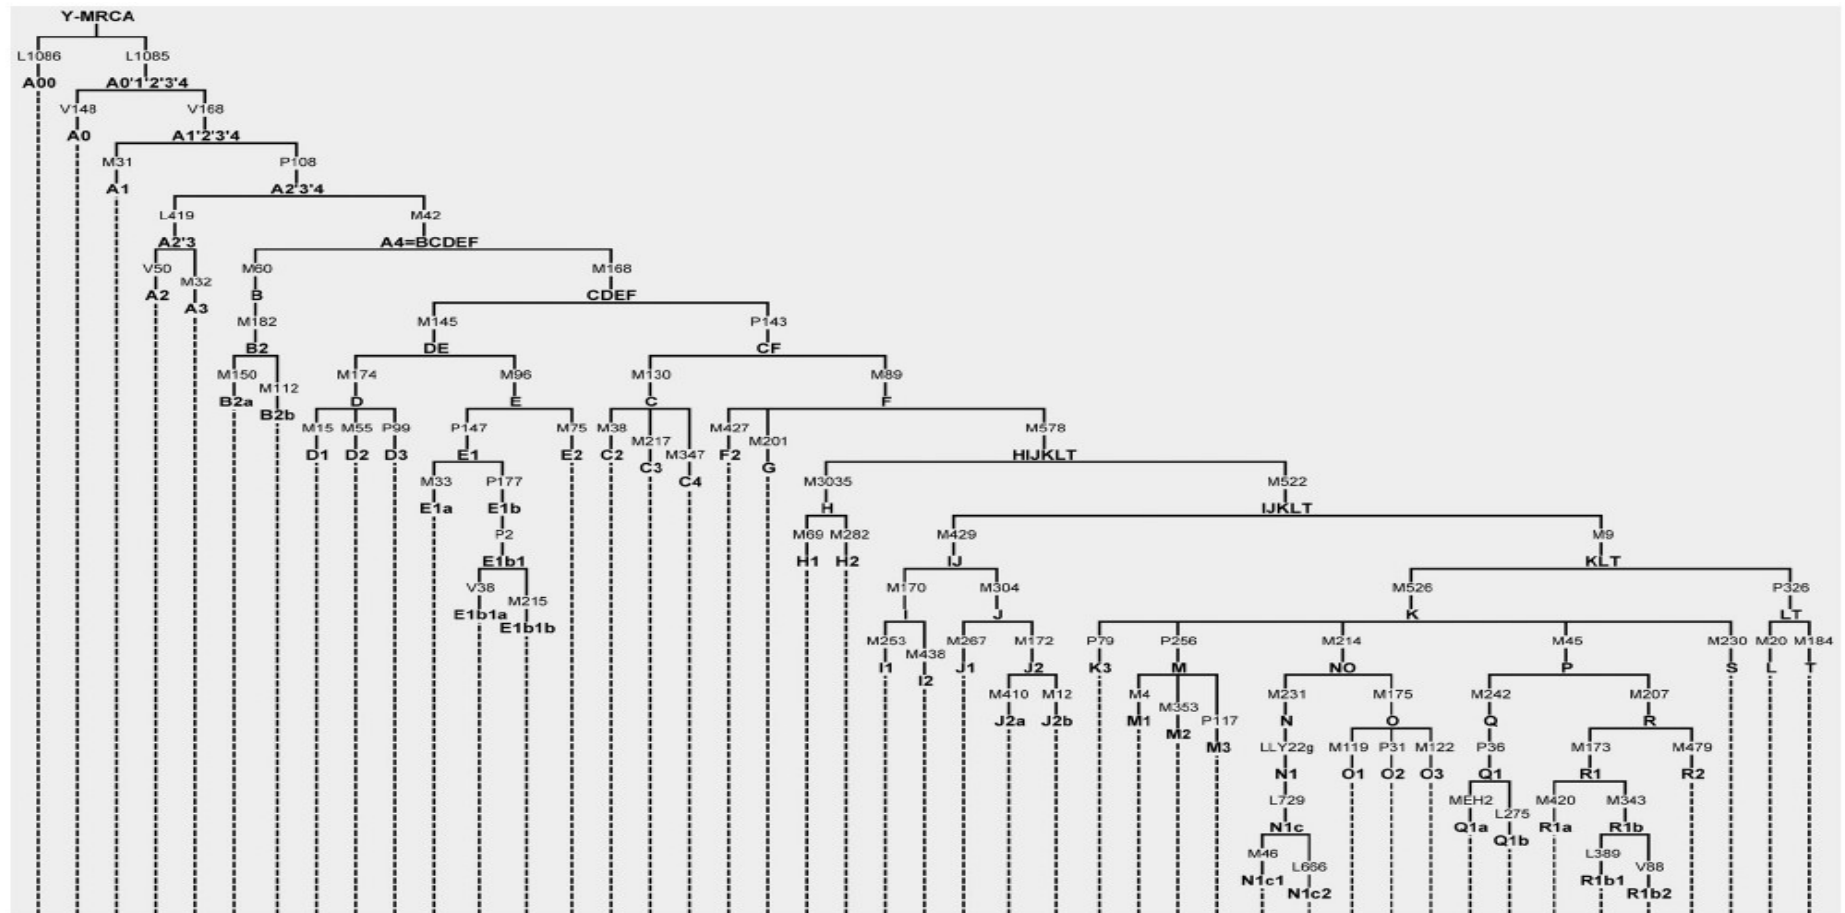 Y-MRCA
L1086 L1085
A00 A0'1'2'3'4
V148 V168
A0 A1'2'3'4
M31 P108
A1 A2'3'4
L419 M42
A2'3 A4=BCDEF
V50 M60 M168
M32
A2 B CDEF
A3
M182 M145 P143
B2 DE CF
M150 M174 M96 M130 M89
M112
B2a D E C F
B2b
M15 M55 P99 P147 M75 M38 M427 M578
M217 M201
D1 D2 D3 E1 E2 C2 M347 F2 HIJKLT
C3 G
M33 P177 C4 M3035 M522
E1a E1b H IJKLT
P2 M69 M282 M429 M9
E1b1 H1 H2 IJ KLT
V38 M170 M304 M526 P326
M215
E1b1a I J K LT
E1b1b
M253 M267 M172 P79 P256 M214 M45 M230 M20 M184
M438
I1 J1 J2 K3 M NO P S L T
I2
M410 M12 M4 M231 M175 M242 M207
M353
J2a J2b M1 P117 N O Q R
M2
M3 LLY22g M119 P31 M122 P36 M173 M479
N1 O1 O2 O3 Q1 R1 R2
L729 MEH2 M420 M343
L275
N1c Q1a R1a R1b
Q1b
M46 L389
L666 V88
N1c1 R1b1
N1c2 R1b2